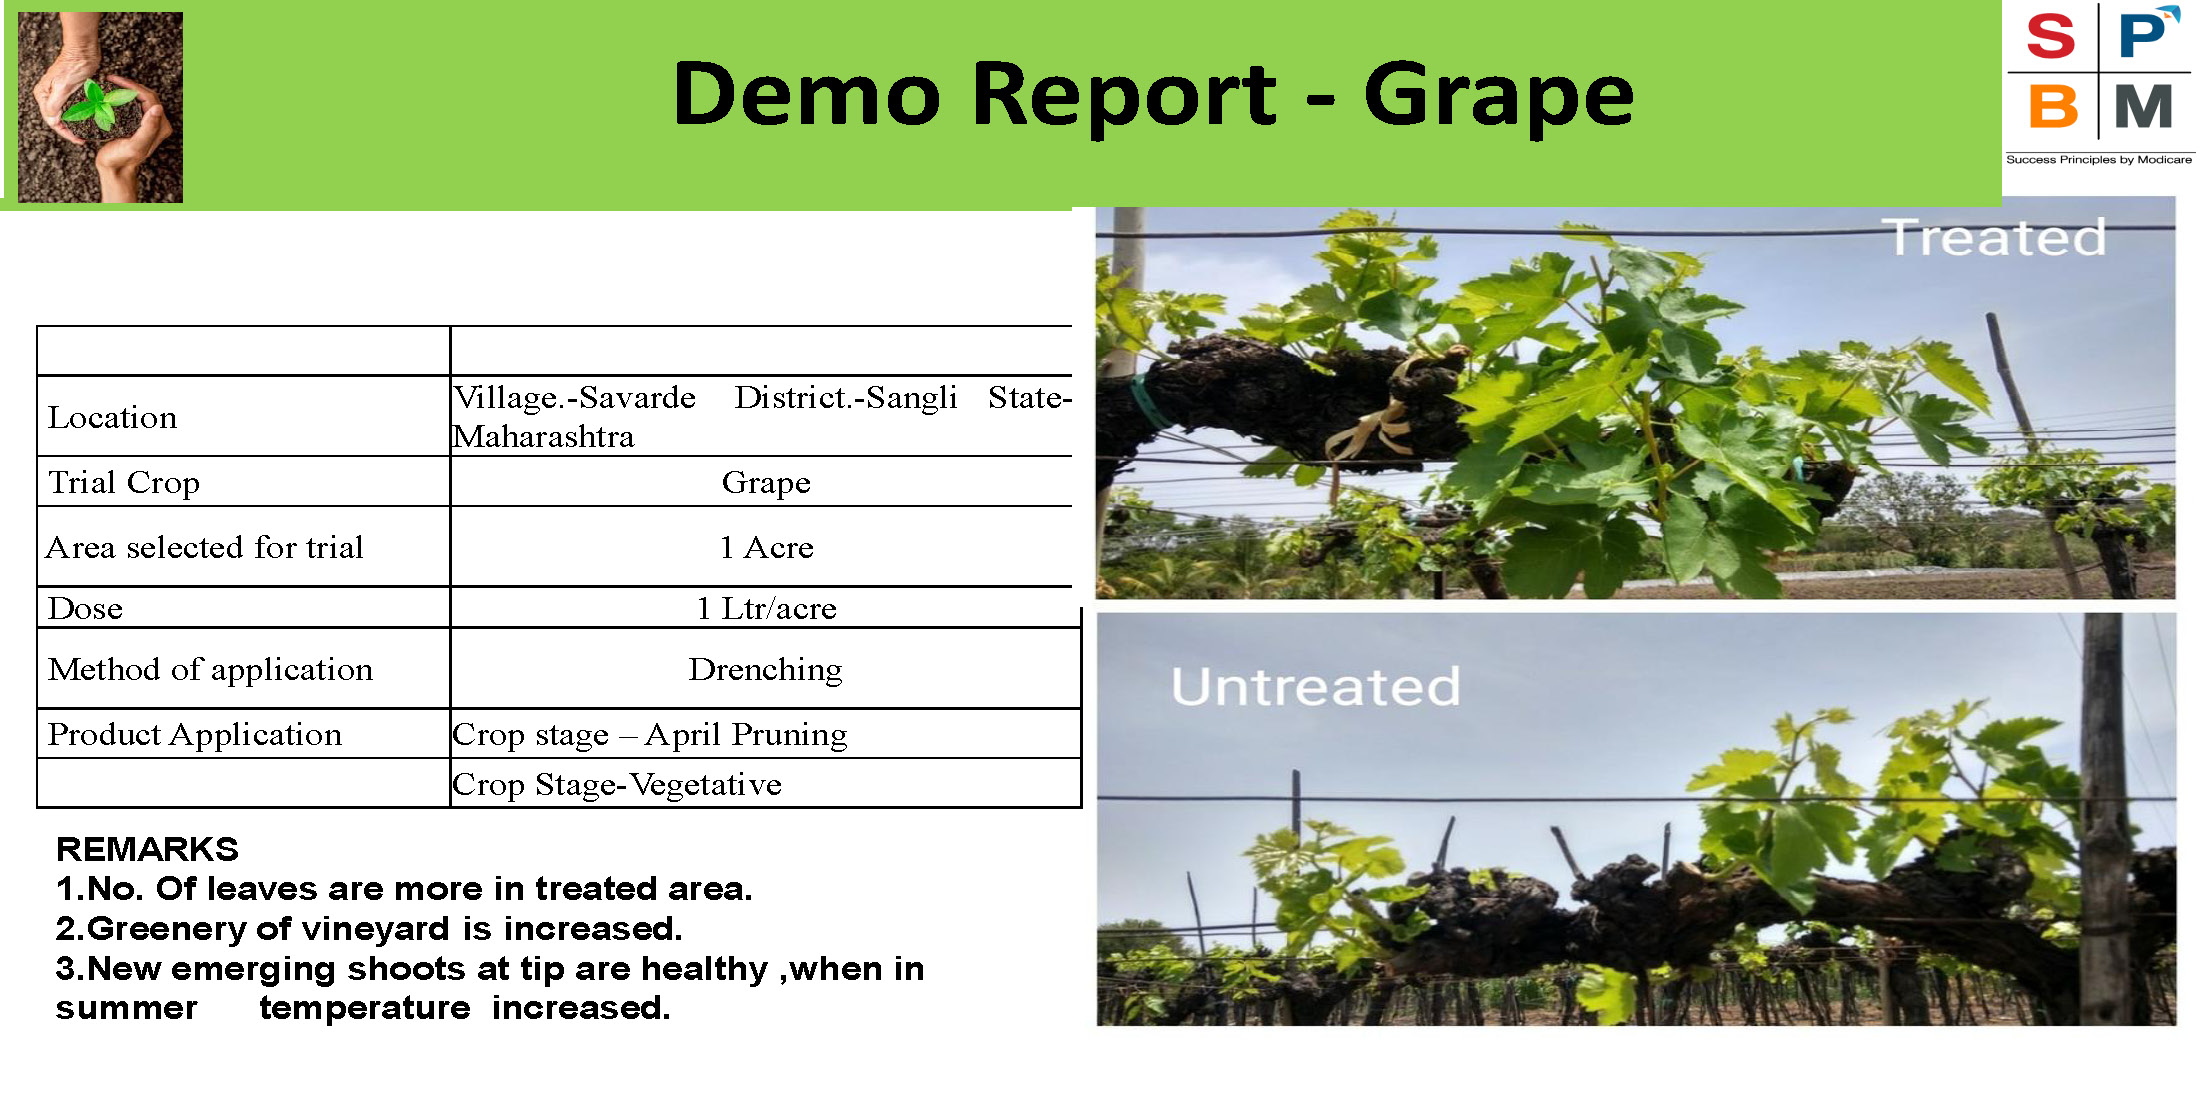 Demo Report - Grape
S P
B M
Success Principles by Modicare
Treated
Location
Village.-Savarde District.-Sangli State-
Maharashtra
Trial Crop
Grape
Area selected for trial
1 Acre
Dose
1 Ltr/acre
Method of application
Drenching
Product Application
Crop stage – April Pruning
Crop Stage-Vegetative
Untreated
REMARKS
1.No. Of leaves are more in treated area.
2.Greenery of vineyard is increased.
3.New emerging shoots at tip are healthy ,when in
summer temperature increased.